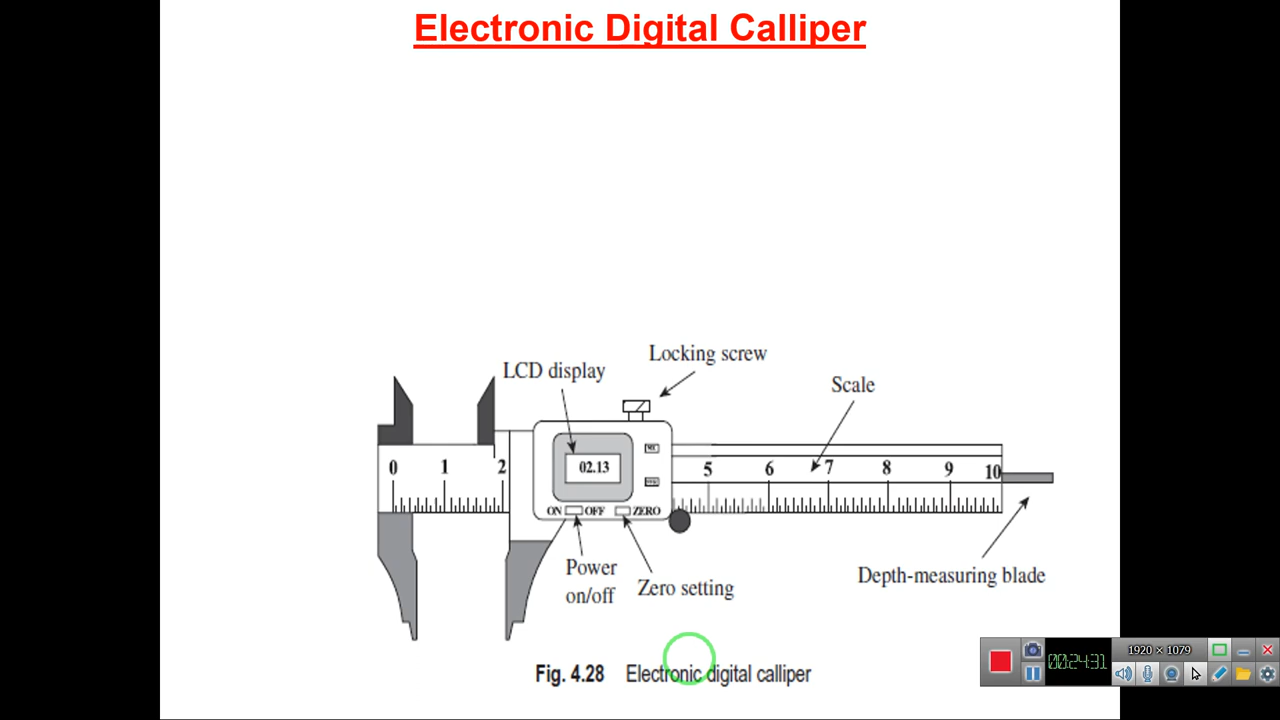 Electronic Digital Calliper
Locking screw
LCD display
Scale
0 1 2 5 6 7 8 9 10
02.13
ON OFF ZERO
Power
on/off
Zero setting
Depth-measuring blade
Fig. 4.28 Electronic digital calliper
00:24:31
1920 × 1079